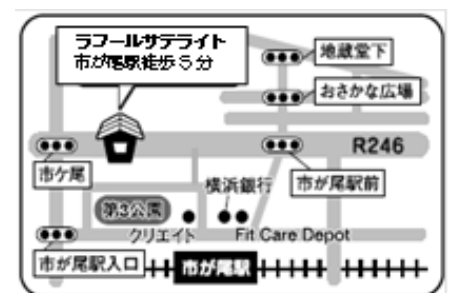 ラフールサテライト
市が尾駅徒歩5分
地蔵堂下
おさかな広場
R246
市ケ尾
市が尾駅前
横浜銀行
第3公園
クリエイト
Fit Care Depot
市が尾駅入口
市が尾駅